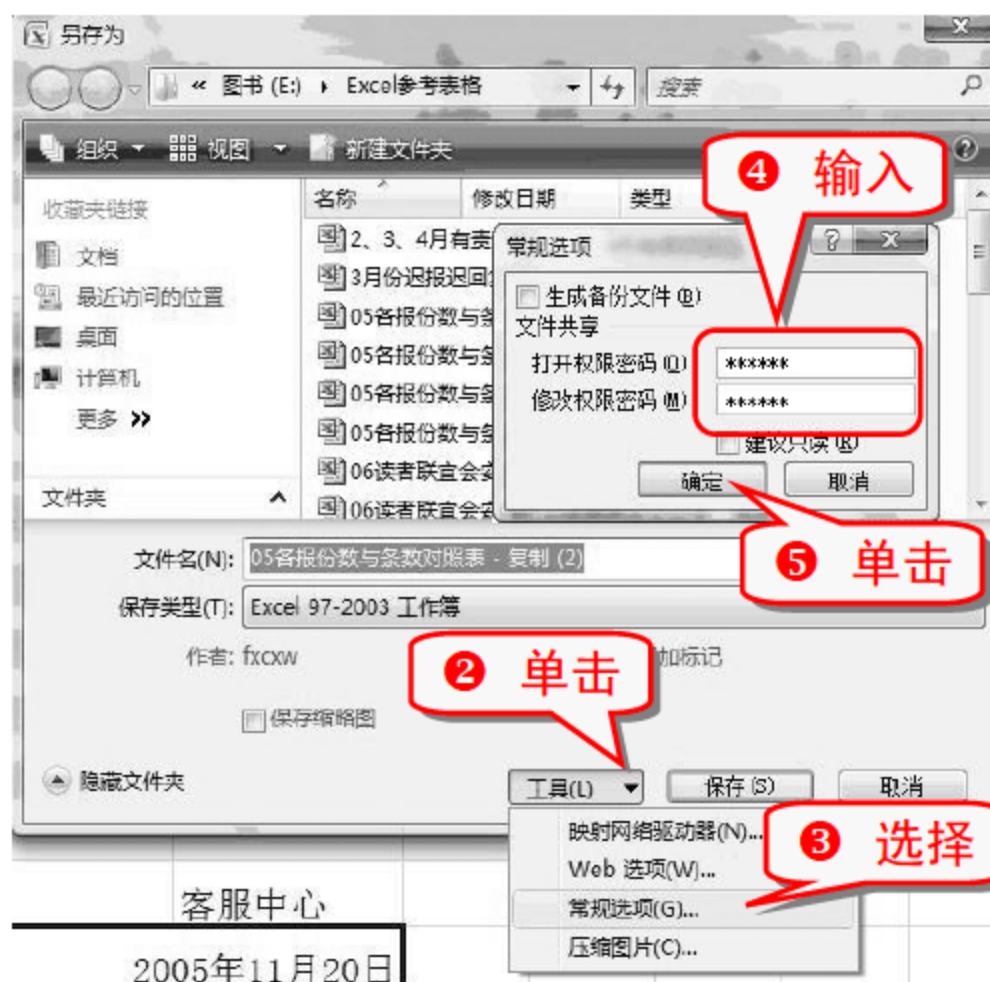 另存为
« 图书 (E:) ▸ Excel参考表格
搜索
组织 视图 新建文件夹
❹ 输入
收藏夹链接
文档
最近访问的位置
桌面
计算机
更多 »
文件夹
名称 修改日期 类型
2、3、4月有责
3月份迟报迟回
05各报份数与
05各报份数与
05各报份数与
05各报份数与
06读者联宜会
06读者联宜会
常规选项
生成备份文件(B)
文件共享
打开权限密码(O) ******
修改权限密码(M) ******
建议只读(R)
确定 取消
❺ 单击
文件名(N): 05各报份数与条数对照表 - 复制 (2)
保存类型(T): Excel 97-2003 工作簿
作者: fxcxw
加标记
❷ 单击
保存缩略图
隐藏文件夹
工具(L) 保存(S) 取消
映射网络驱动器(N)...
Web 选项(W)...
常规选项(G)...
压缩图片(C)...
❸ 选择
客服中心
2005年11月20日